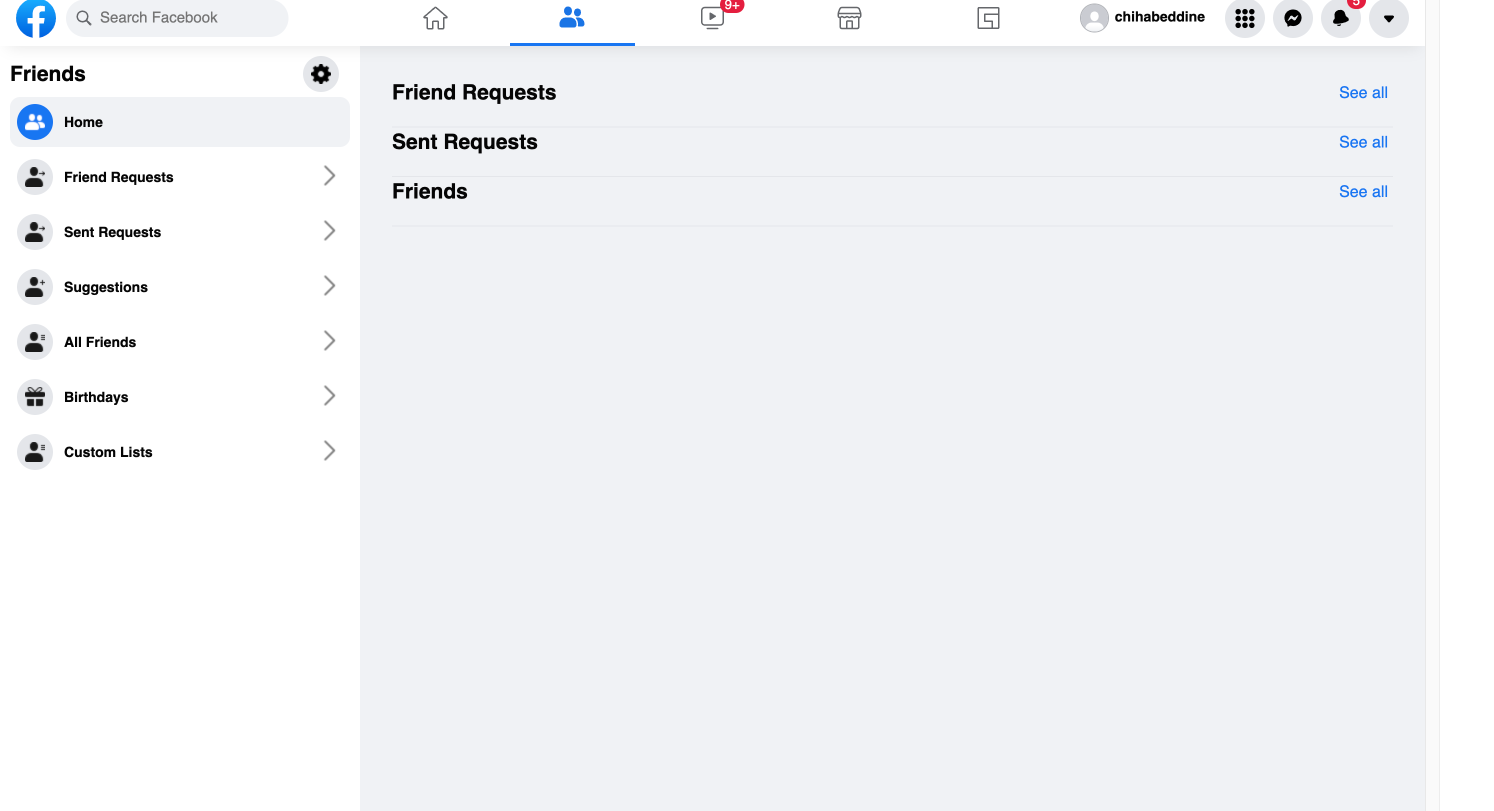 Search Facebook
9+
chihabeddine
5
Friends
Home
Friend Requests
Sent Requests
Suggestions
All Friends
Birthdays
Custom Lists
Friend Requests
See all
Sent Requests
See all
Friends
See all